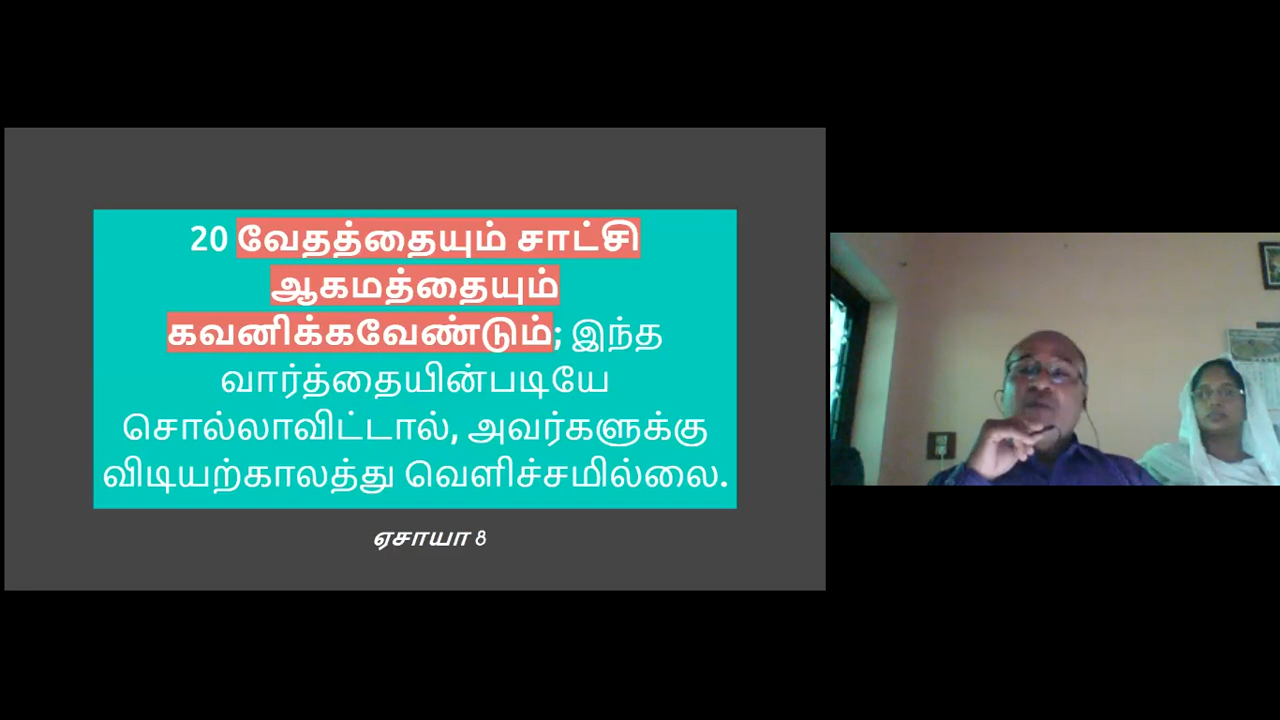 20 வேதத்தையும் சாட்சி
ஆகமத்தையும்
கவனிக்கவேண்டும்; இந்த
வார்த்தையின்படியே
சொல்லாவிட்டால், அவர்களுக்கு
விடியற்காலத்து வெளிச்சமில்லை.
ஏசாயா 8